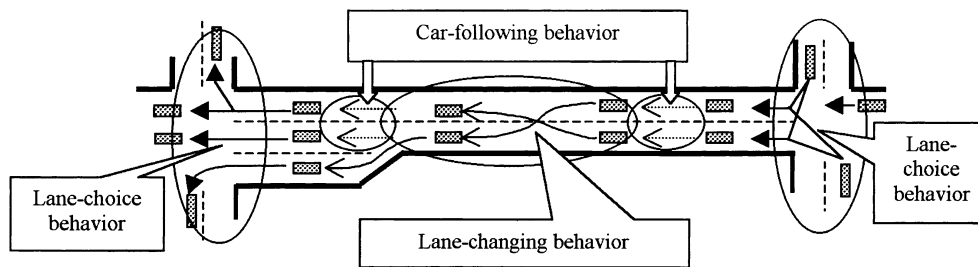 Car-following behavior
Lane-choice
behavior
Lane-
choice
behavior
Lane-changing behavior